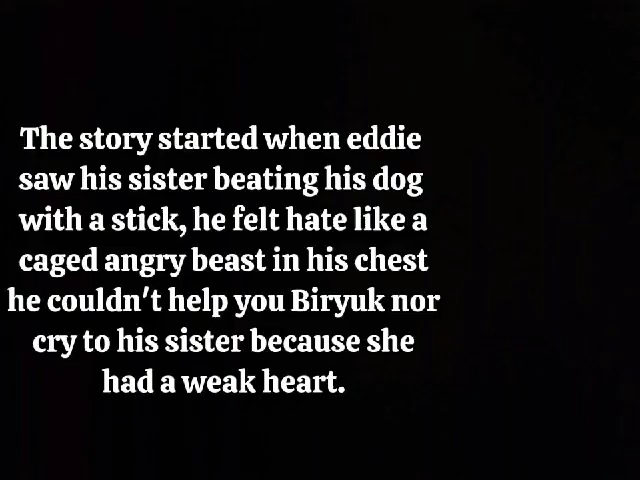 The story started when eddie
saw his sister beating his dog
with a stick, he felt hate like a
caged angry beast in his chest
he couldn't help you Biryuk nor
cry to his sister because she
had a weak heart.